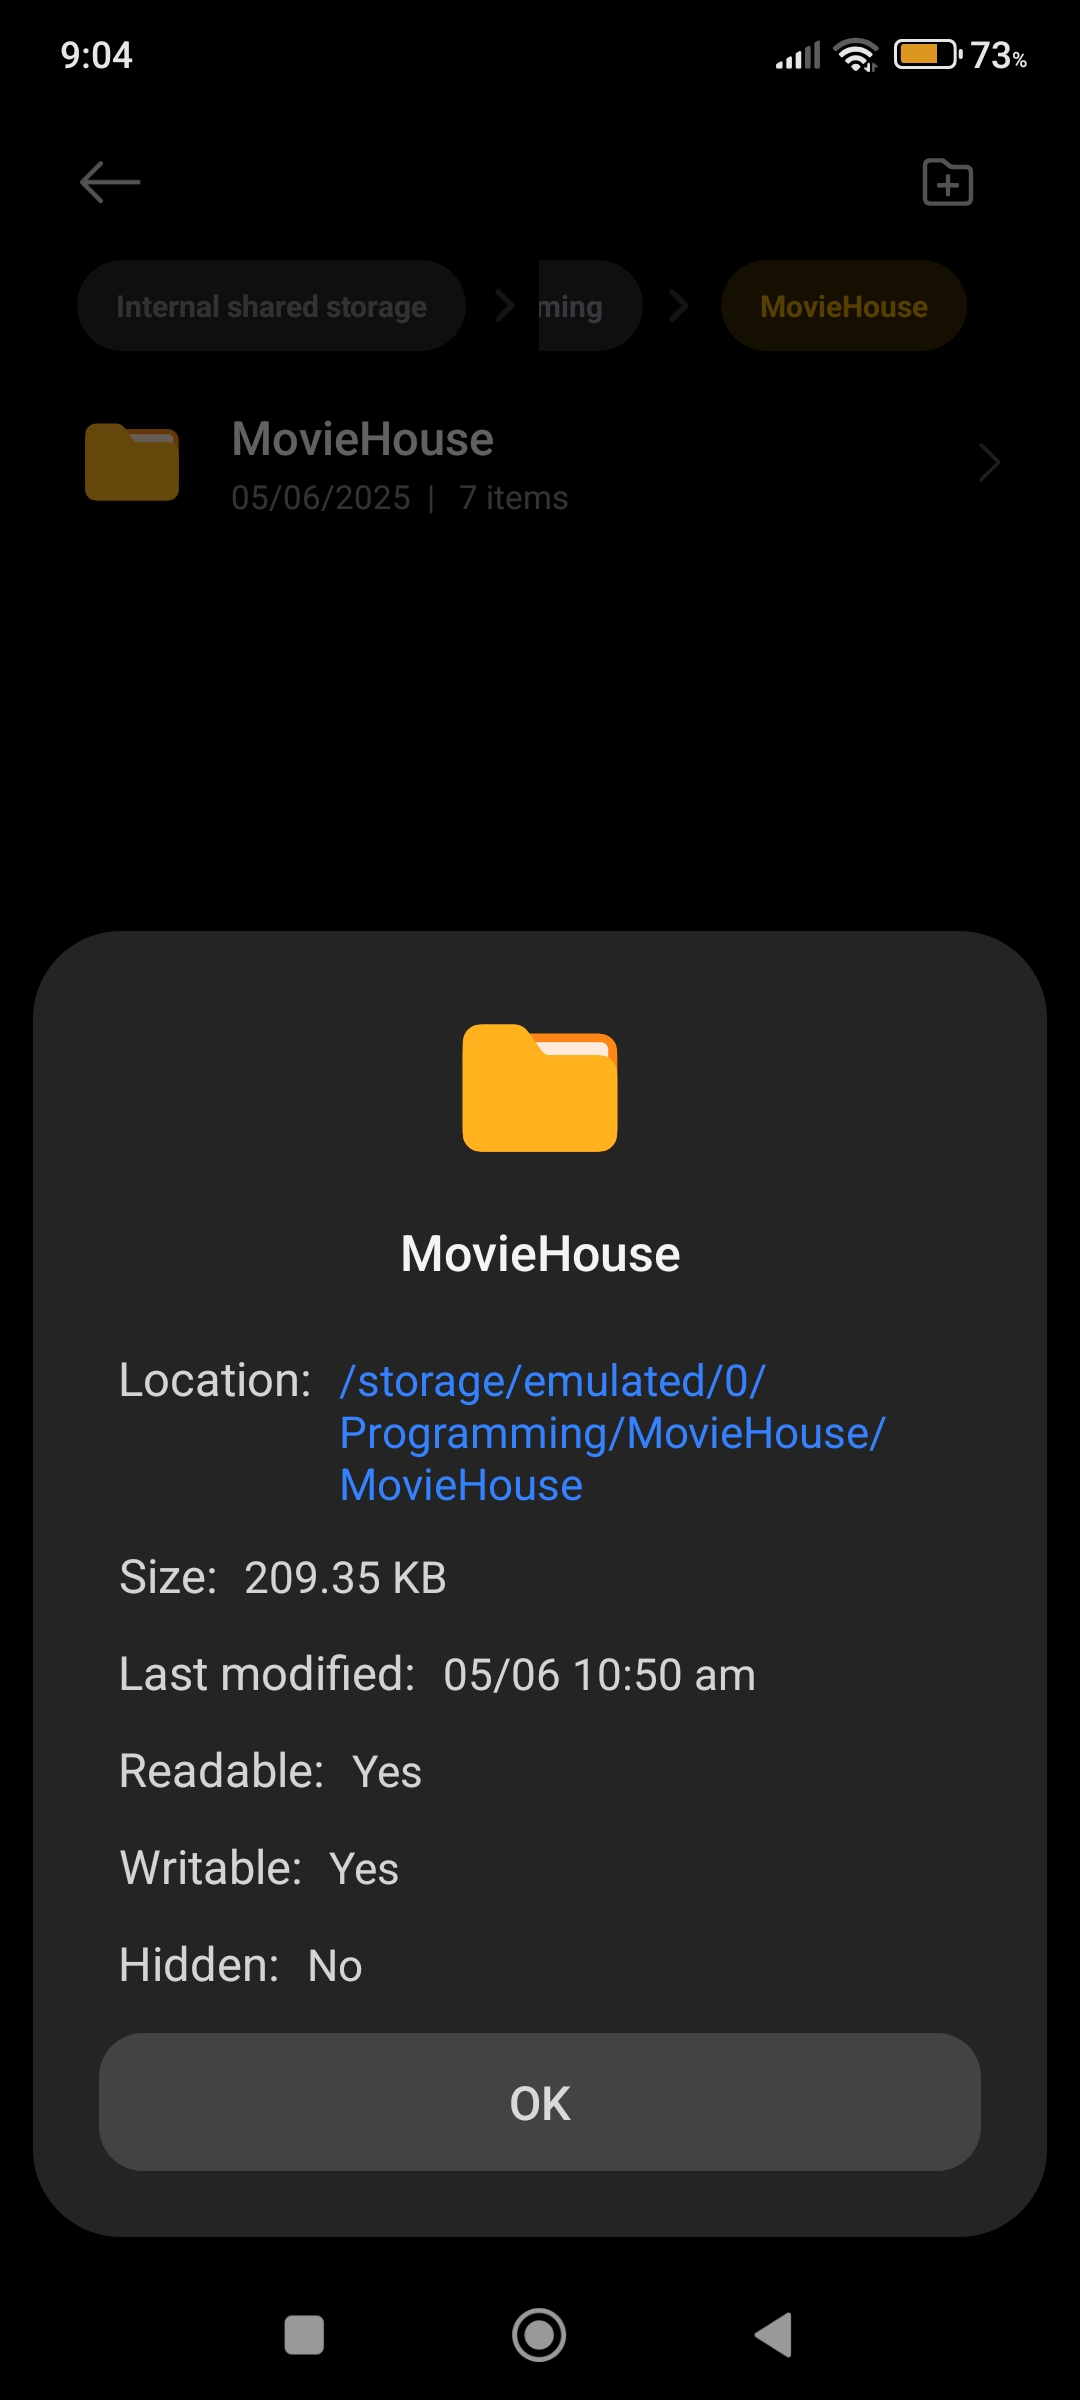 9:04
73%
Internal shared storage
ming
MovieHouse
MovieHouse
05/06/2025 | 7 items
MovieHouse
Location: /storage/emulated/0/
Programming/MovieHouse/
MovieHouse
Size: 209.35 KB
Last modified: 05/06 10:50 am
Readable: Yes
Writable: Yes
Hidden: No
OK